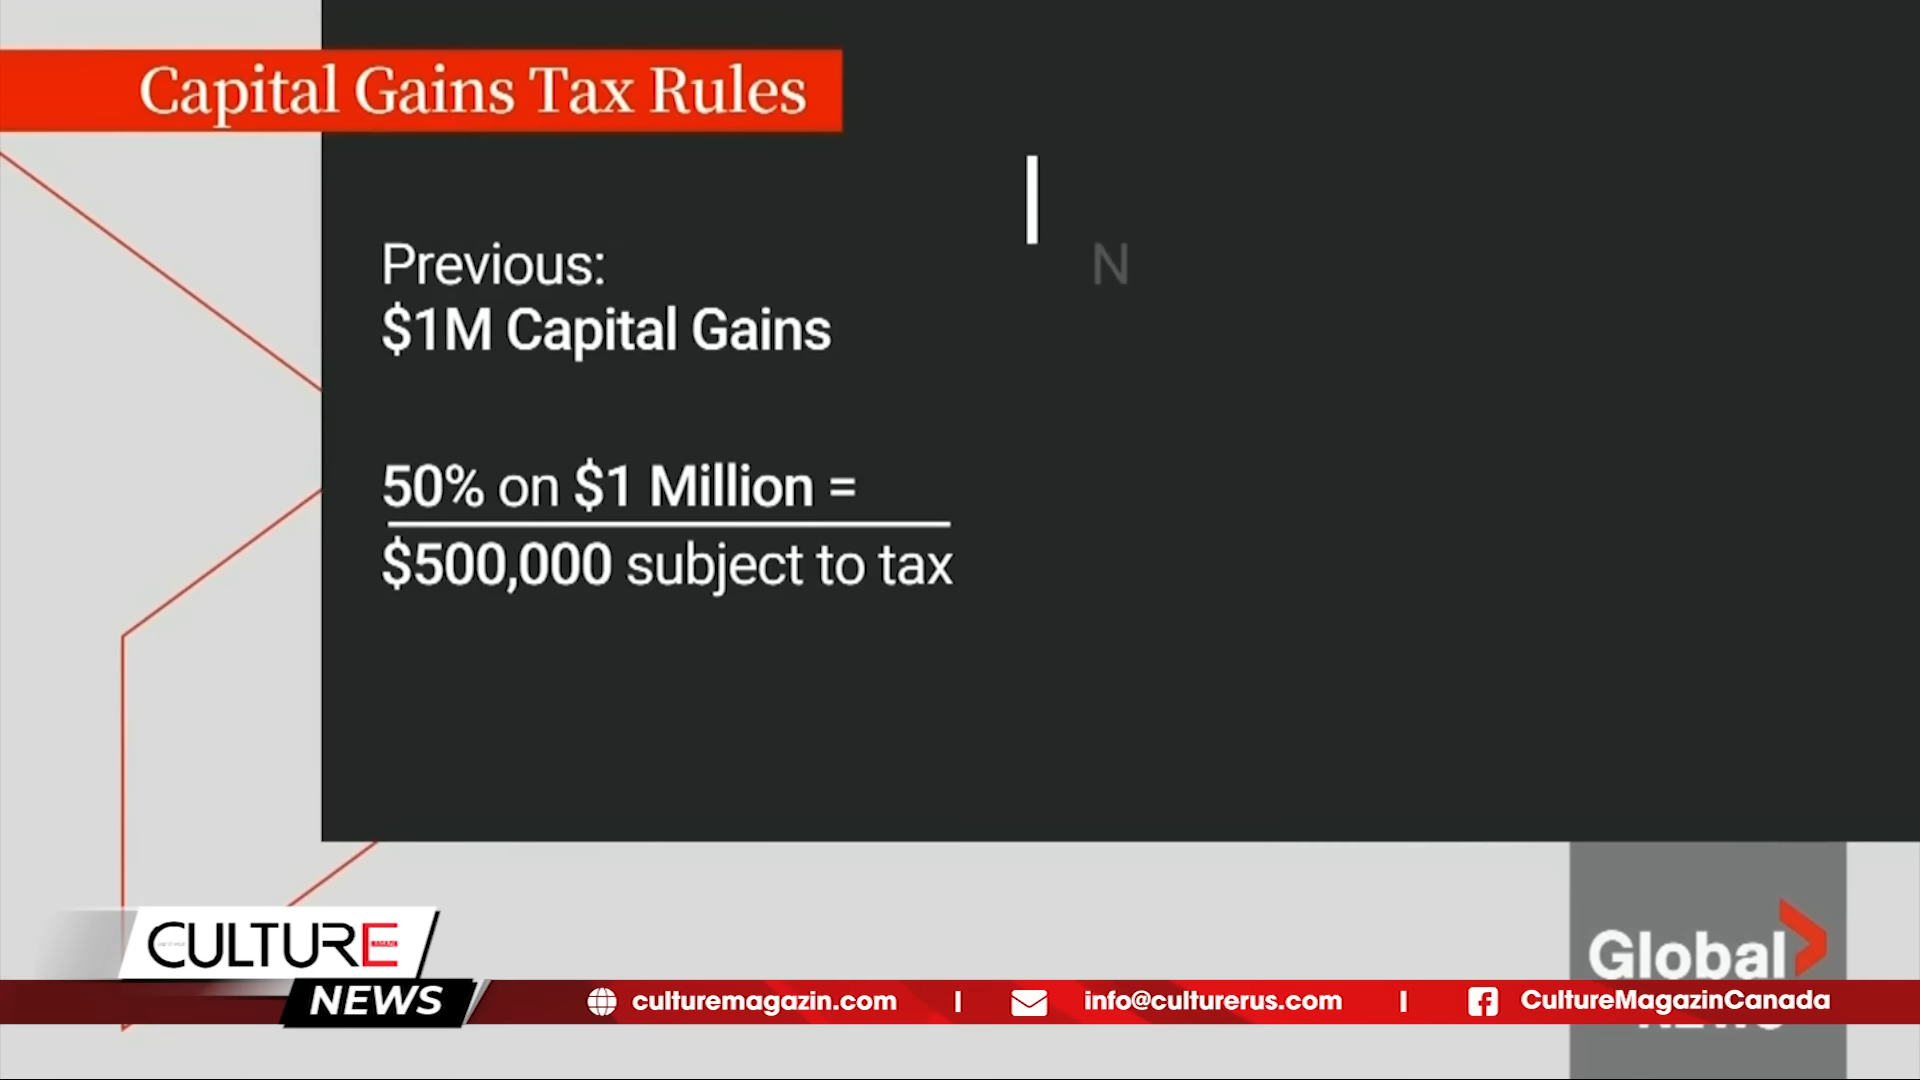 Capital Gains Tax Rules
Previous:
$1M Capital Gains
50% on $1 Million =
$500,000 subject to tax
N
CULTURE
NEWS
Global
culturemagazin.com
info@culturerus.com
CultureMagazinCanada